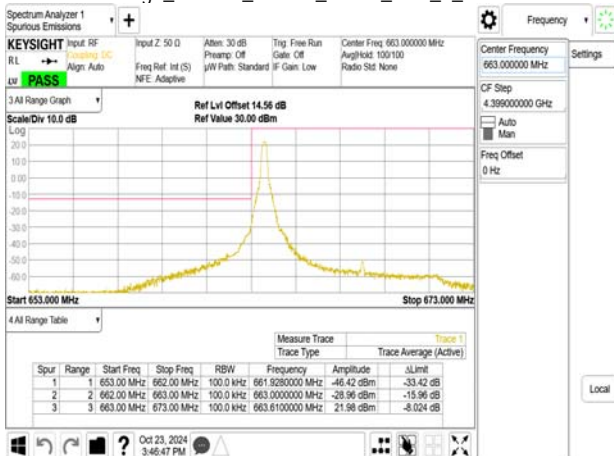 Spectrum Analyzer 1
Spurious Emissions
Frequency
KEYSIGHT Input: RF Input Z: 50 Ω Atten: 30 dB Trig: Free Run Center Freq: 663.000000 MHz
RL Coupling: DC Preamp: Off Gate: Off Avg|Hold: 100/100
Align: Auto Freq Ref: Int (S) µW Path: Standard IF Gain: Low Radio Std: None
LV PASS NFE: Adaptive
Center Frequency
663.000000 MHz
Settings
CF Step
4.399000000 GHz
Auto
Man
Freq Offset
0 Hz
Local
3 All Range Graph
Ref Lvl Offset 14.56 dB
Scale/Div 10.0 dB Ref Value 30.00 dBm
Log
20.0
10.0
0.00
-10.0
-20.0
-30.0
-40.0
-50.0
-60.0
Start 653.000 MHz Stop 673.000 MHz
4 All Range Table
Measure Trace Trace 1
Trace Type Trace Average (Active)
Spur Range Start Freq Stop Freq RBW Frequency Amplitude ΔLimit
1 1 653.00 MHz 662.00 MHz 100.0 kHz 661.9280000 MHz -46.42 dBm -33.42 dB
2 2 662.00 MHz 663.00 MHz 100.0 kHz 663.0000000 MHz -28.96 dBm -15.96 dB
3 3 663.00 MHz 673.00 MHz 100.0 kHz 663.6100000 MHz 21.98 dBm -8.024 dB
Oct 23, 2024
3:46:47 PM